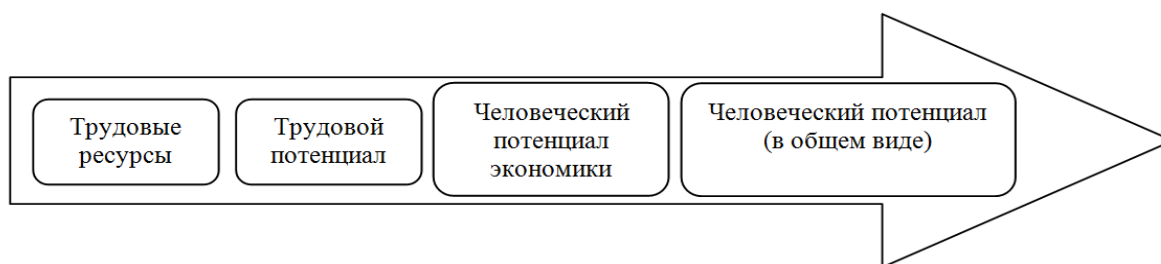 Трудовые
ресурсы
Трудовой
потенциал
Человеческий
потенциал
экономики
Человеческий потенциал
(в общем виде)